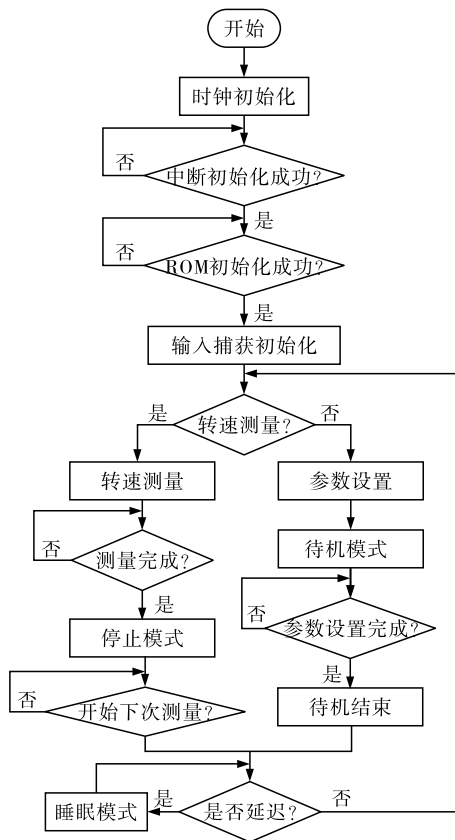 开始
时钟初始化
否
中断初始化成功?
是
否
ROM初始化成功?
是
输入捕获初始化
是
转速测量?
否
转速测量
参数设置
否
测量完成?
待机模式
是
否
参数设置完成?
停止模式
是
否
开始下次测量?
待机结束
睡眠模式
是
是否延迟?
否